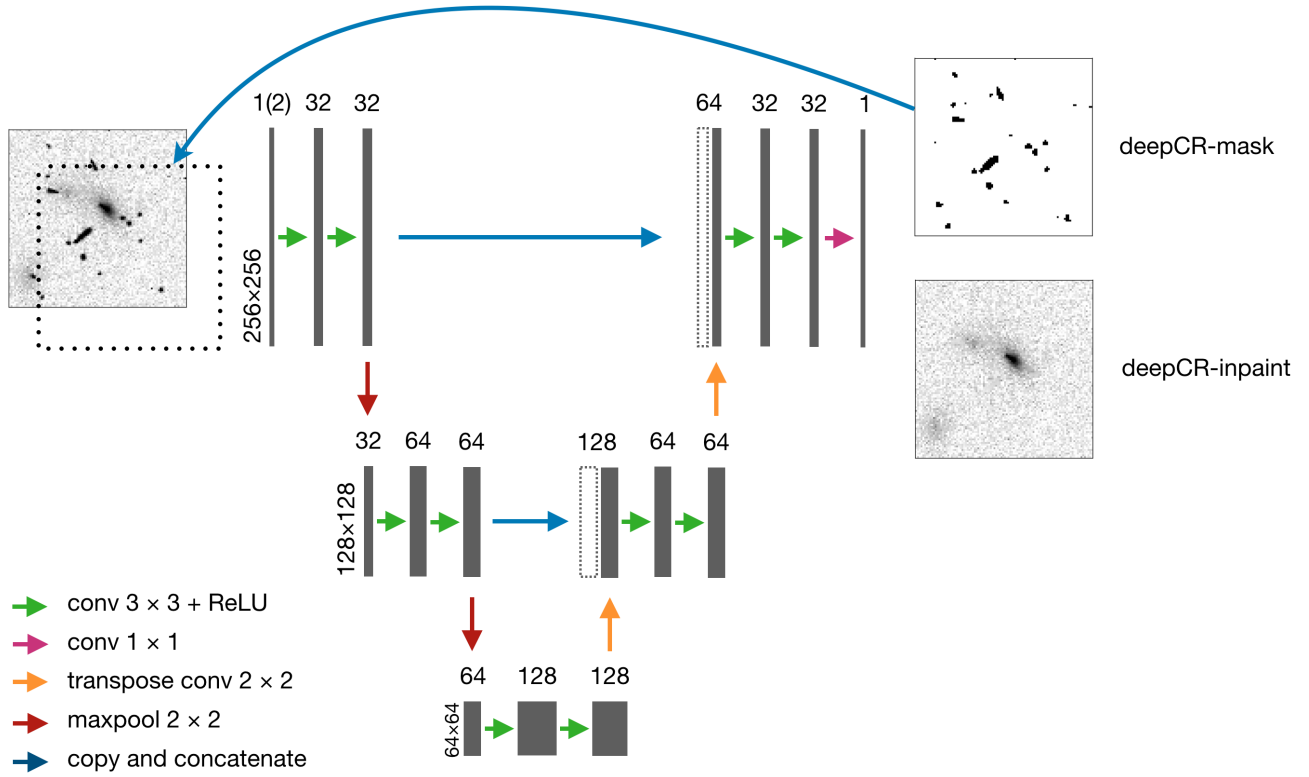 1(2) 32 32
64 32 32 1
deepCR-mask
256×256
deepCR-inpaint
32 64 64
128 64 64
128×128
64 128 128
64×64
conv 3 × 3 + ReLU
conv 1 × 1
transpose conv 2 × 2
maxpool 2 × 2
copy and concatenate